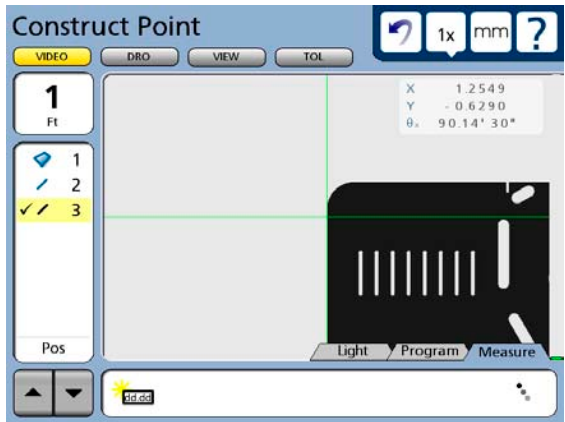 Construct Point
1x mm ?
VIDEO DRO VIEW TOL
1
Ft
X 1.2549
Y - 0.6290
θx 90.14' 30"
1
2
✓ 3
Pos
Light Program Measure
dd.dd